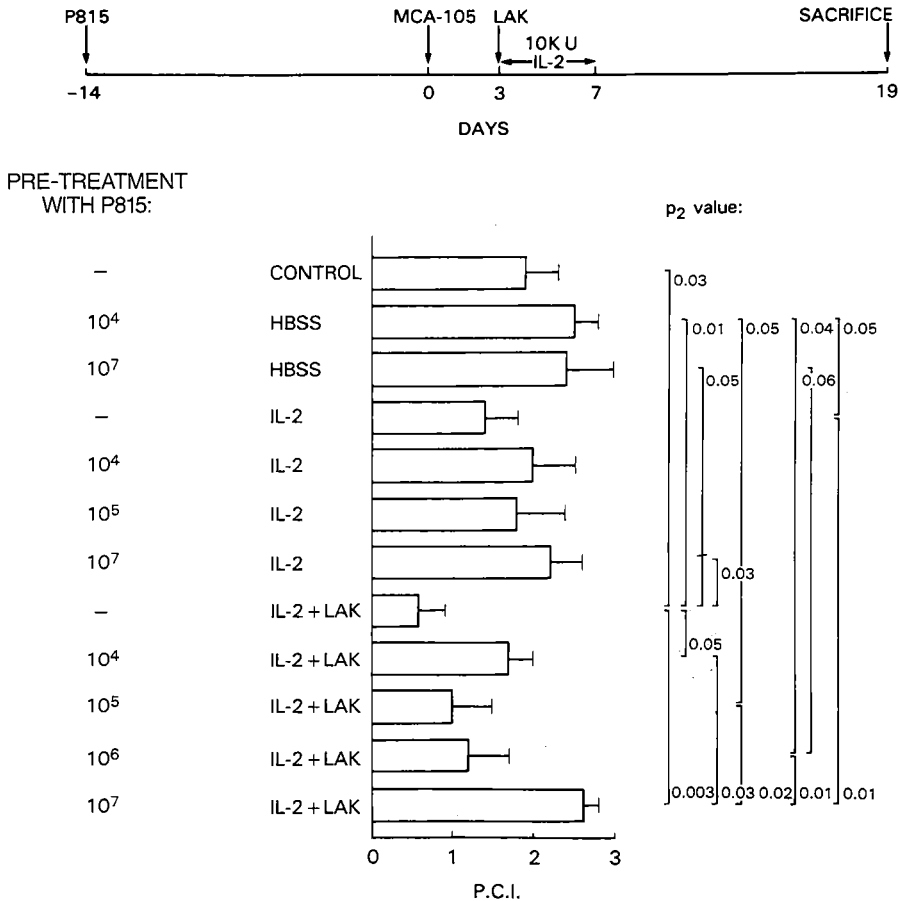 P815 MCA-105 LAK SACRIFICE
10K U
IL-2
−14 0 3 7 19
DAYS
PRE-TREATMENT
WITH P815:
p₂ value:
− CONTROL
0.03
10⁴ HBSS
0.01 0.05 0.04 0.05
10⁷ HBSS
0.05 0.06
− IL-2
10⁴ IL-2
10⁵ IL-2
10⁷ IL-2
0.03
− IL-2 + LAK
0.05
10⁴ IL-2 + LAK
10⁵ IL-2 + LAK
10⁶ IL-2 + LAK
10⁷ IL-2 + LAK
0.003 0.03 0.02 0.01 0.01
0 1 2 3
P.C.I.